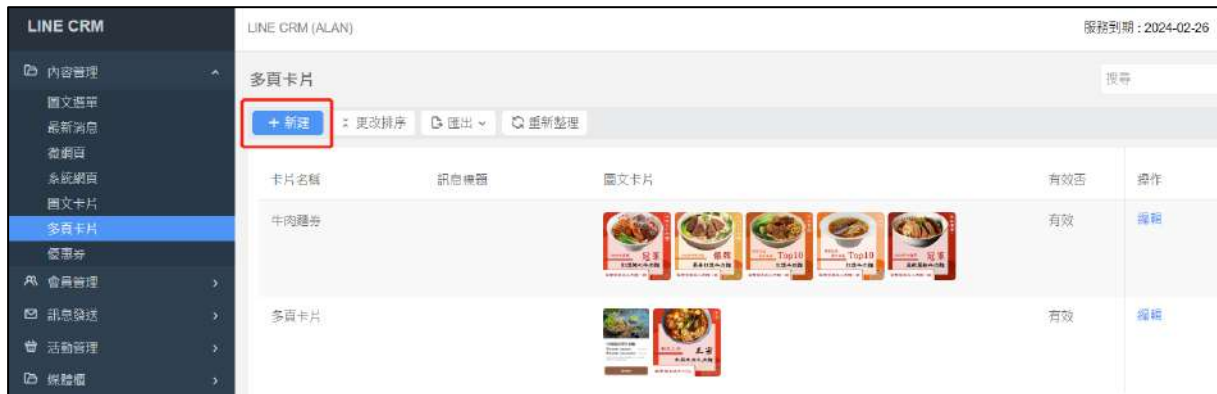 LINE CRM
LINE CRM (ALAN)
服務到期 : 2024-02-26
內容管理
圖文選單
最新消息
微網頁
系統網頁
圖文卡片
多頁卡片
優惠券
會員管理
訊息發送
活動管理
媒體櫃
多頁卡片
搜尋
+ 新建
更改排序
匯出
重新整理
卡片名稱
訊息標題
圖文卡片
有效否
操作
牛肉麵券
冠軍
Top10
Top10
冠軍
有效
編輯
多頁卡片
有效
編輯